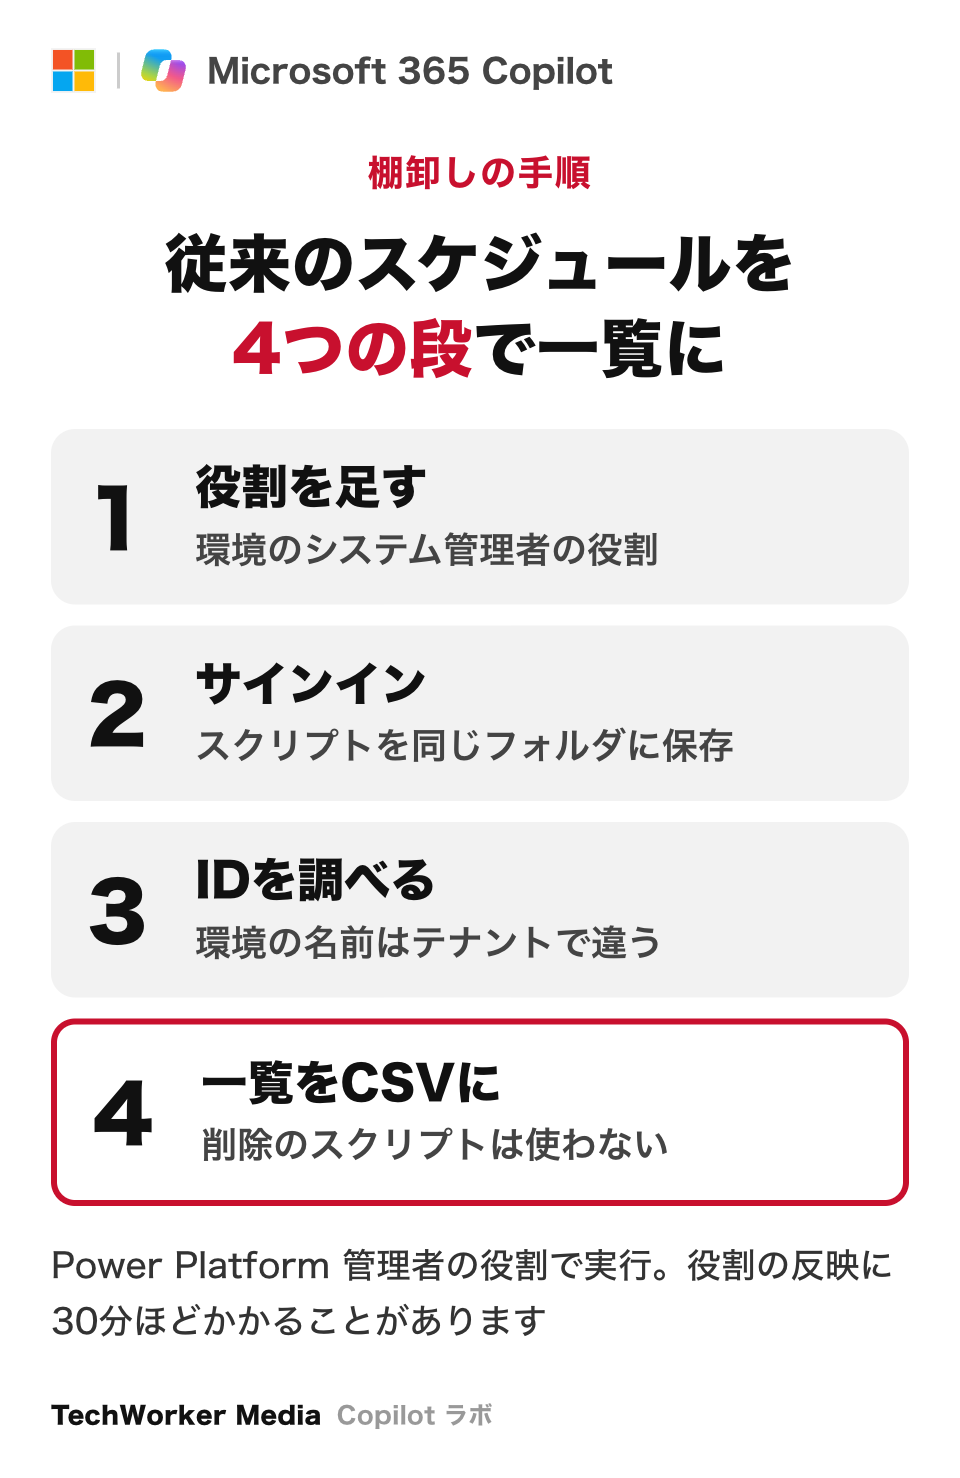 Microsoft 365 Copilot
棚卸しの手順
従来のスケジュールを
4つの段で一覧に
1
役割を足す
環境のシステム管理者の役割
2
サインイン
スクリプトを同じフォルダに保存
3
IDを調べる
環境の名前はテナントで違う
4
一覧をCSVに
削除のスクリプトは使わない
Power Platform 管理者の役割で実行。役割の反映に
30分ほどかかることがあります
TechWorker Media Copilot ラボ